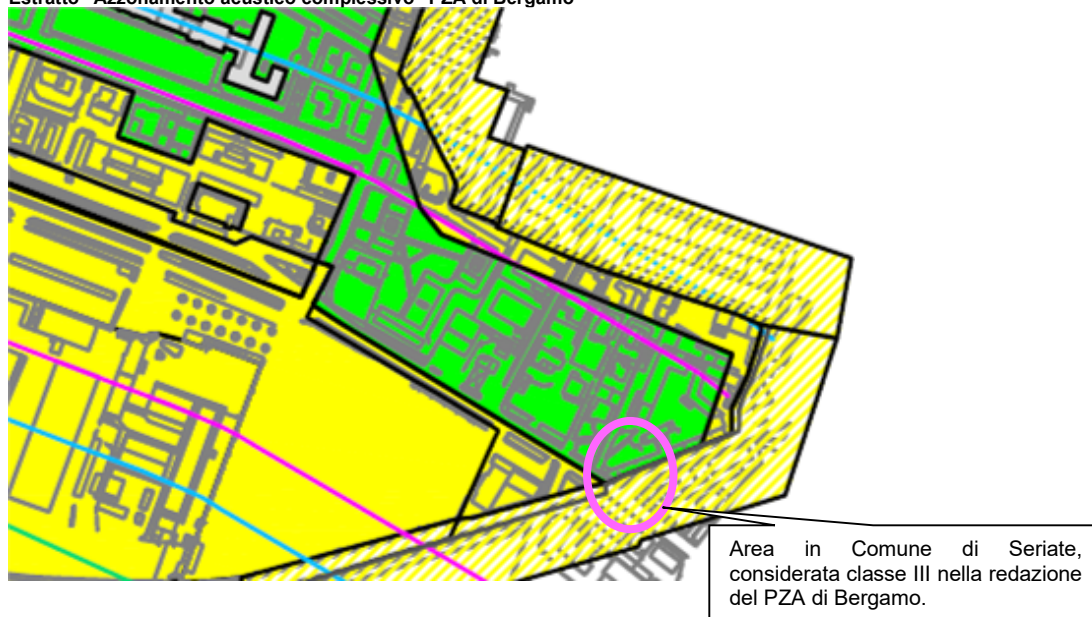 Estratto "Azzonamento acustico complessivo" PZA di Bergamo
Area in Comune di Seriate,
considerata classe III nella redazione
del PZA di Bergamo.